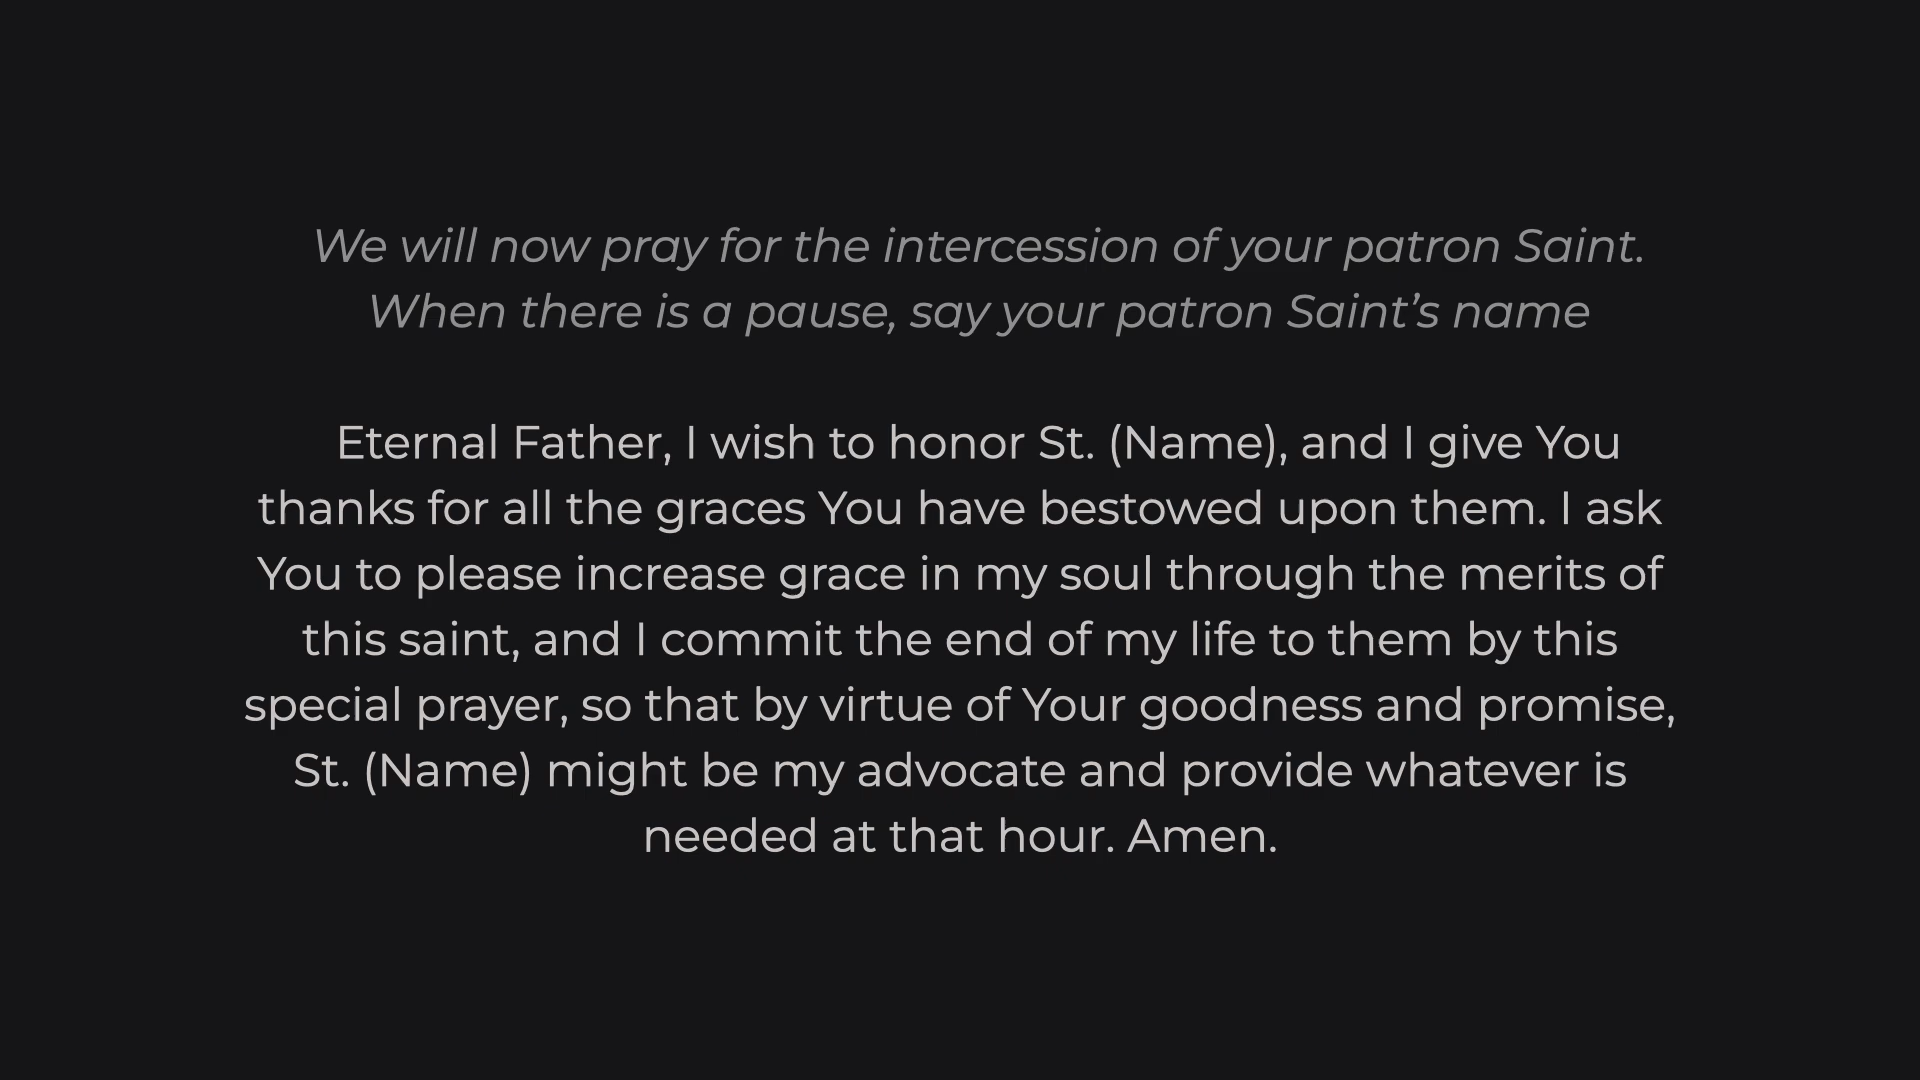 We will now pray for the intercession of your patron Saint.
When there is a pause, say your patron Saint’s name
Eternal Father, I wish to honor St. (Name), and I give You
thanks for all the graces You have bestowed upon them. I ask
You to please increase grace in my soul through the merits of
this saint, and I commit the end of my life to them by this
special prayer, so that by virtue of Your goodness and promise,
St. (Name) might be my advocate and provide whatever is
needed at that hour. Amen.